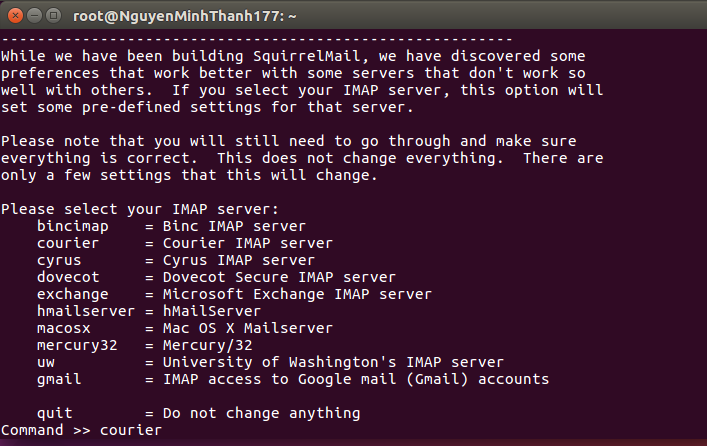 root@NguyenMinhThanh177: ~
---------------------------------------------------------
While we have been building SquirrelMail, we have discovered some
preferences that work better with some servers that don't work so
well with others.  If you select your IMAP server, this option will
set some pre-defined settings for that server.

Please note that you will still need to go through and make sure
everything is correct.  This does not change everything.  There are
only a few settings that this will change.

Please select your IMAP server:
    bincimap    = Binc IMAP server
    courier     = Courier IMAP server
    cyrus       = Cyrus IMAP server
    dovecot     = Dovecot Secure IMAP server
    exchange    = Microsoft Exchange IMAP server
    hmailserver = hMailServer
    macosx      = Mac OS X Mailserver
    mercury32   = Mercury/32
    uw          = University of Washington's IMAP server
    gmail       = IMAP access to Google mail (Gmail) accounts

    quit        = Do not change anything
Command >> courier